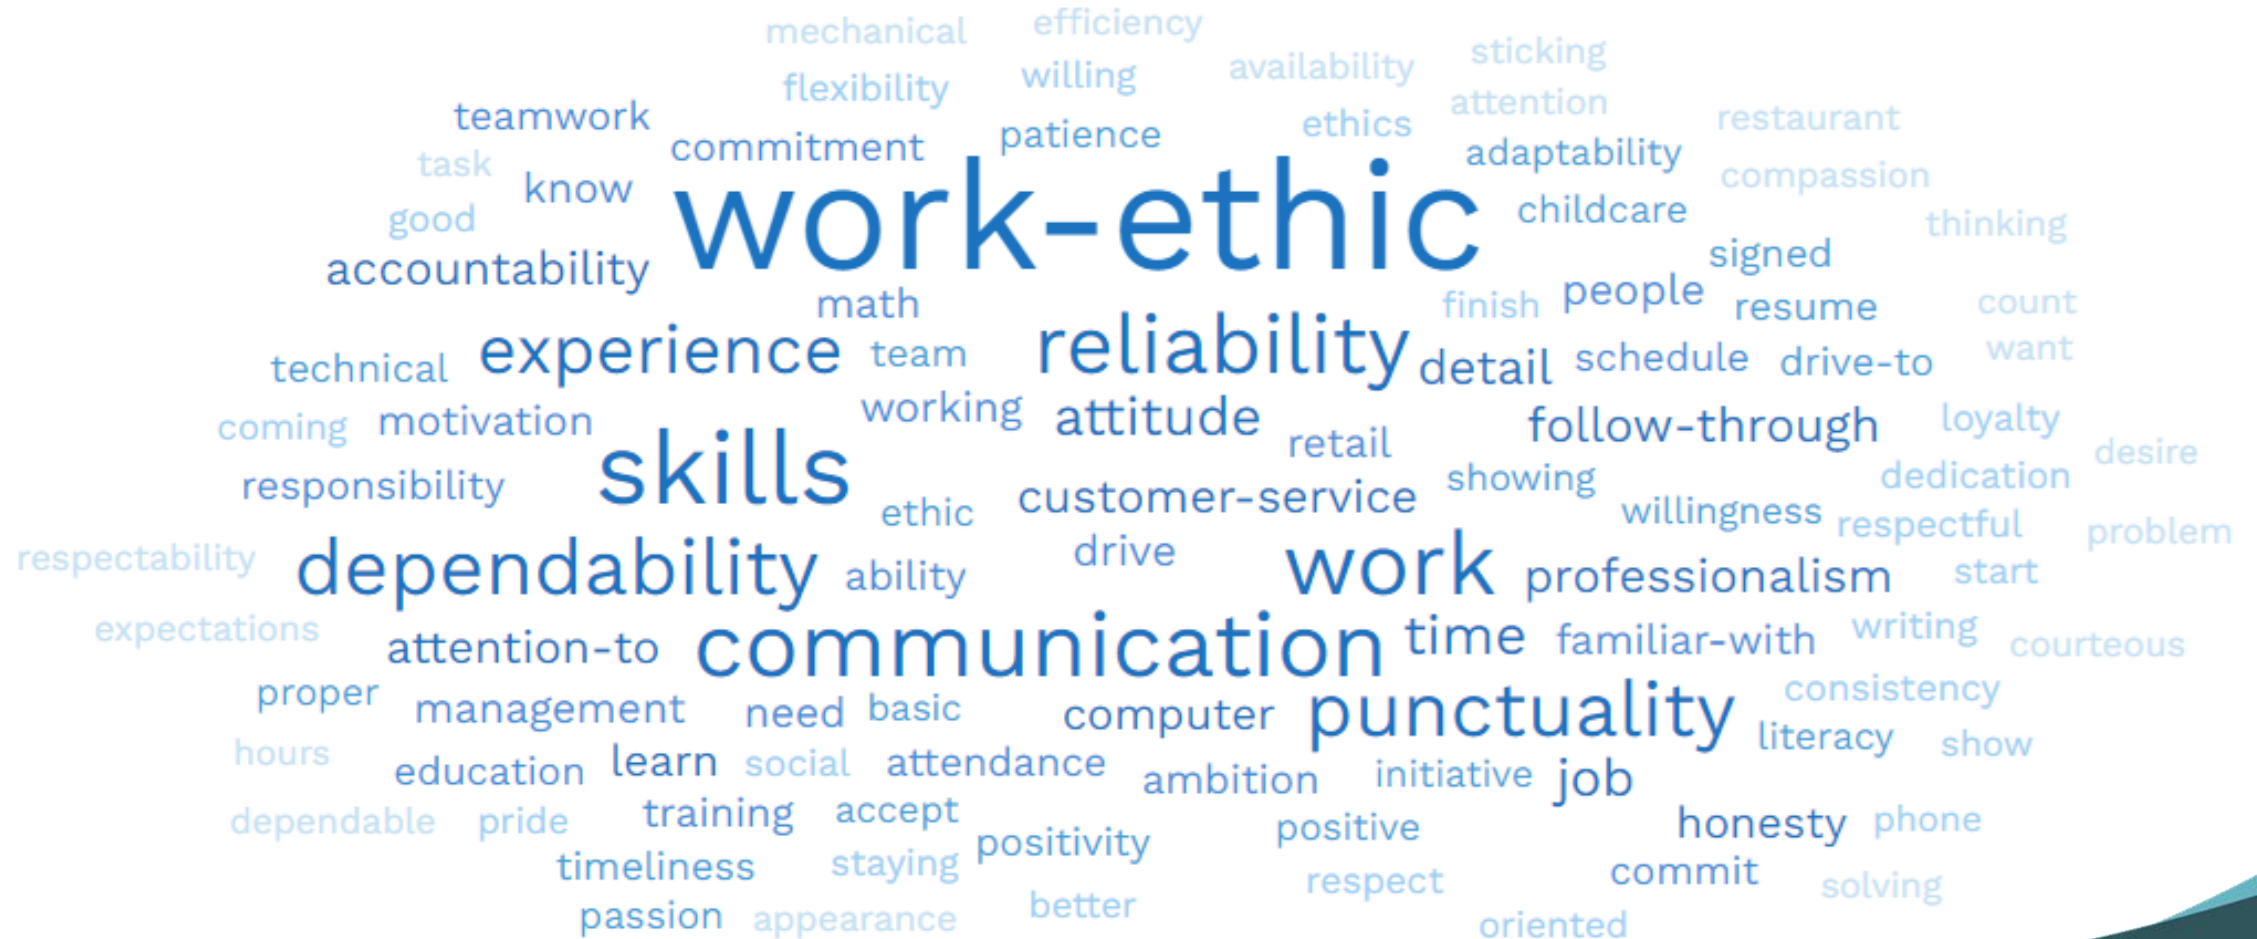 mechanical efficiency
sticking
flexibility willing availability
teamwork attention restaurant
commitment patience ethics
task adaptability
know work-ethic compassion
good childcare thinking
accountability signed
math finish people resume count
experience team reliability
technical detail schedule drive-to want
coming motivation working attitude follow-through loyalty
retail desire
responsibility skills customer-service showing dedication
ethic willingness respectful problem
respectability dependability ability drive work professionalism start
expectations attention-to communication time familiar-with writing courteous
proper consistency
management need basic computer punctuality
hours literacy show
education learn social attendance ambition initiative job
dependable pride training accept positive honesty phone
positivity
timeliness staying commit
respect solving
passion appearance better oriented